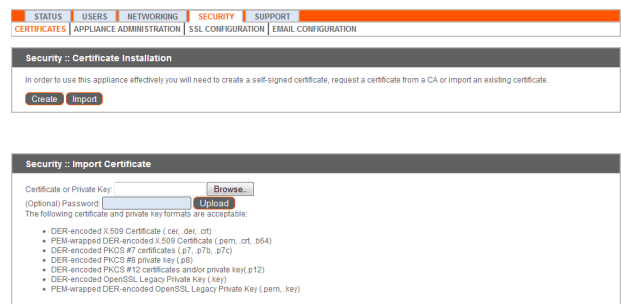 STATUS USERS NETWORKING SECURITY SUPPORT
CERTIFICATES APPLIANCE ADMINISTRATION SSL CONFIGURATION EMAIL CONFIGURATION
Security :: Certificate Installation
In order to use this appliance effectively you will need to create a self-signed certificate, request a certificate from a CA or import an existing certificate.
Create Import
Security :: Import Certificate
Certificate or Private Key: Browse..
(Optional) Password: Upload
The following certificate and private key formats are acceptable:
• DER-encoded X.509 Certificate (.cer, .der, .crt)
• PEM-wrapped DER-encoded X.509 Certificate (.pem, .crt, .b64)
• DER-encoded PKCS #7 certificates (.p7, .p7b, .p7c)
• DER-encoded PKCS #8 private key (.p8)
• DER-encoded PKCS #12 certificates and/or private key(.p12)
• DER-encoded OpenSSL Legacy Private Key (.key)
• PEM-wrapped DER-encoded OpenSSL Legacy Private Key (.pem, .key)